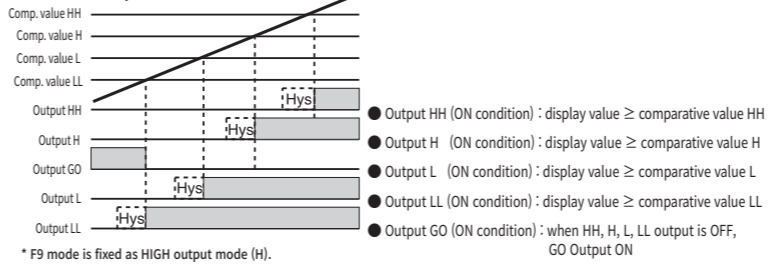 Comp. value HH
Comp. value H
Comp. value L
Comp. value LL
Output HH
Hys
Output H
Hys
Output GO
Output L
Hys
Output LL
Hys
● Output HH (ON condition) : display value ≥ comparative value HH
● Output H (ON condition) : display value ≥ comparative value H
● Output L (ON condition) : display value ≥ comparative value L
● Output LL (ON condition) : display value ≥ comparative value LL
● Output GO (ON condition) : when HH, H, L, LL output is OFF,
GO Output ON
* F9 mode is fixed as HIGH output mode (H).